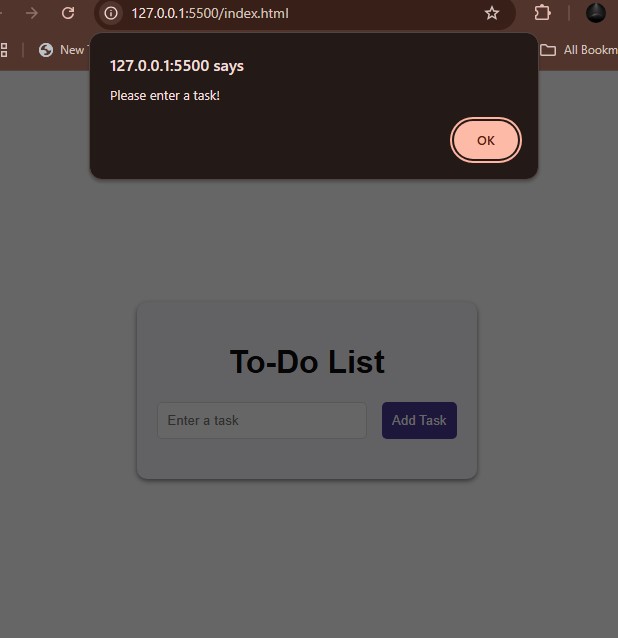 127.0.0.1:5500/index.html
New
All Bookm
127.0.0.1:5500 says
Please enter a task!
OK
To-Do List
Enter a task
Add Task